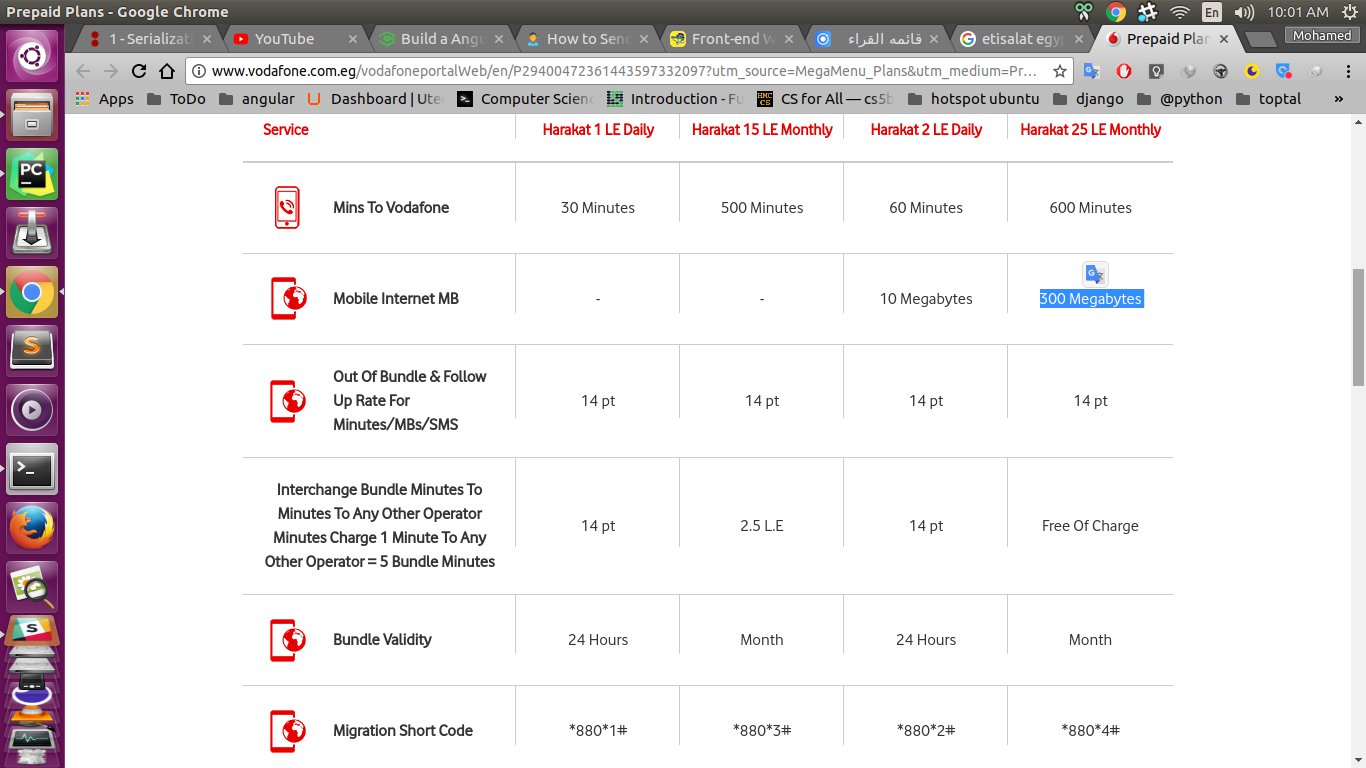 Prepaid Plans - Google Chrome
En
10:01 AM
Mohamed
1 - Serializati
YouTube
Build a Angu
How to Send
Front-end W
قائمه القراء
etisalat egyp
Prepaid Plan
www.vodafone.com.eg/vodafoneportalWeb/en/P29400472361443597332097?utm_source=MegaMenu_Plans&utm_medium=Pr...
Apps
ToDo
angular
Dashboard | Ute
Computer Scienc
Introduction - Fu
CS for All — cs5b
hotspot ubuntu
django
@python
toptal
»
Service
Harakat 1 LE Daily
Harakat 15 LE Monthly
Harakat 2 LE Daily
Harakat 25 LE Monthly
Mins To Vodafone
30 Minutes
500 Minutes
60 Minutes
600 Minutes
Mobile Internet MB
-
-
10 Megabytes
300 Megabytes
Out Of Bundle & Follow
Up Rate For
Minutes/MBs/SMS
14 pt
14 pt
14 pt
14 pt
Interchange Bundle Minutes To
Minutes To Any Other Operator
Minutes Charge 1 Minute To Any
Other Operator = 5 Bundle Minutes
14 pt
2.5 L.E
14 pt
Free Of Charge
Bundle Validity
24 Hours
Month
24 Hours
Month
Migration Short Code
*880*1#
*880*3#
*880*2#
*880*4#